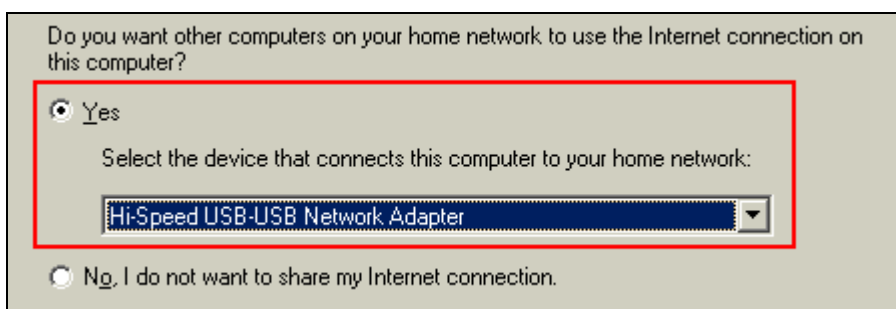 Do you want other computers on your home network to use the Internet connection on
this computer?
Yes
Select the device that connects this computer to your home network:
Hi-Speed USB-USB Network Adapter
No, I do not want to share my Internet connection.